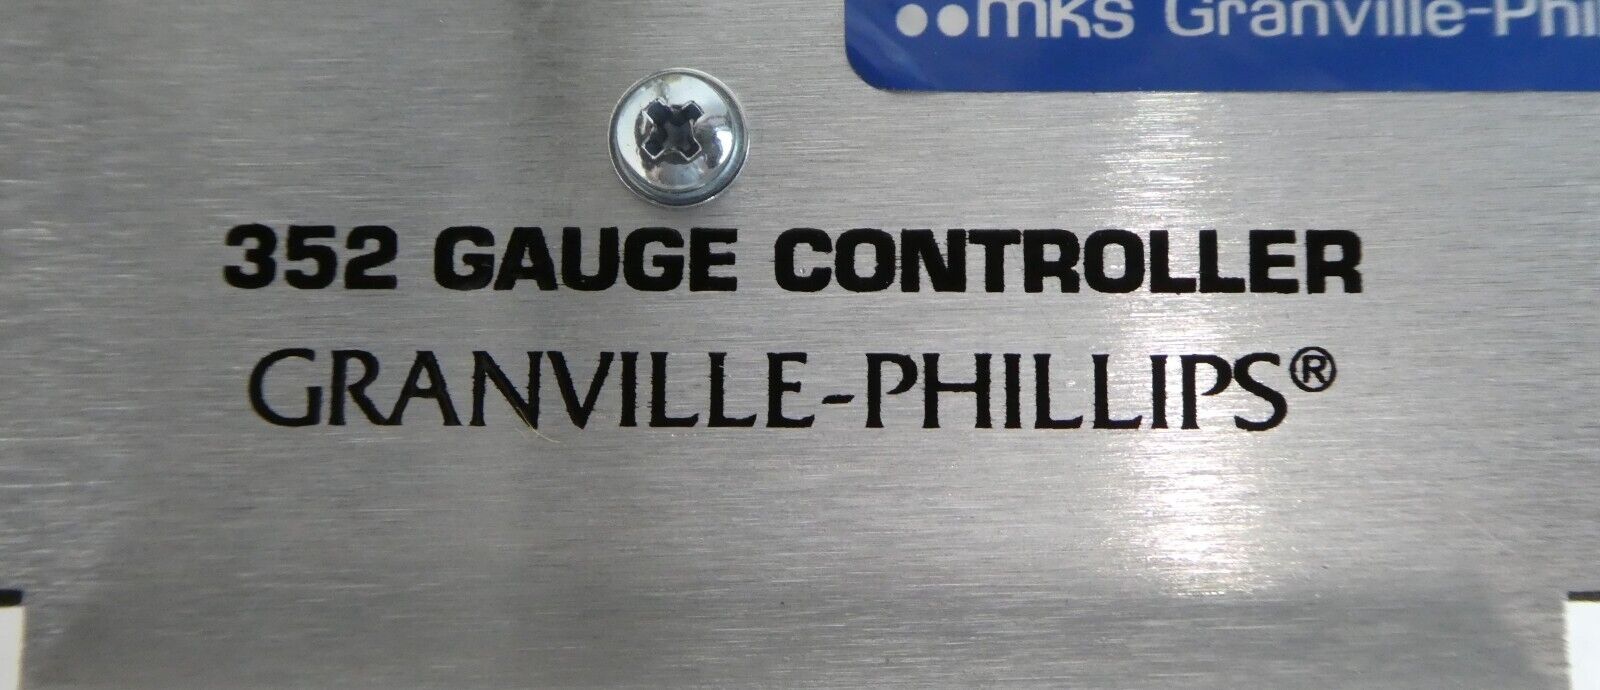 mks Granville-Phi
352 GAUGE CONTROLLER
GRANVILLE-PHILLIPS®